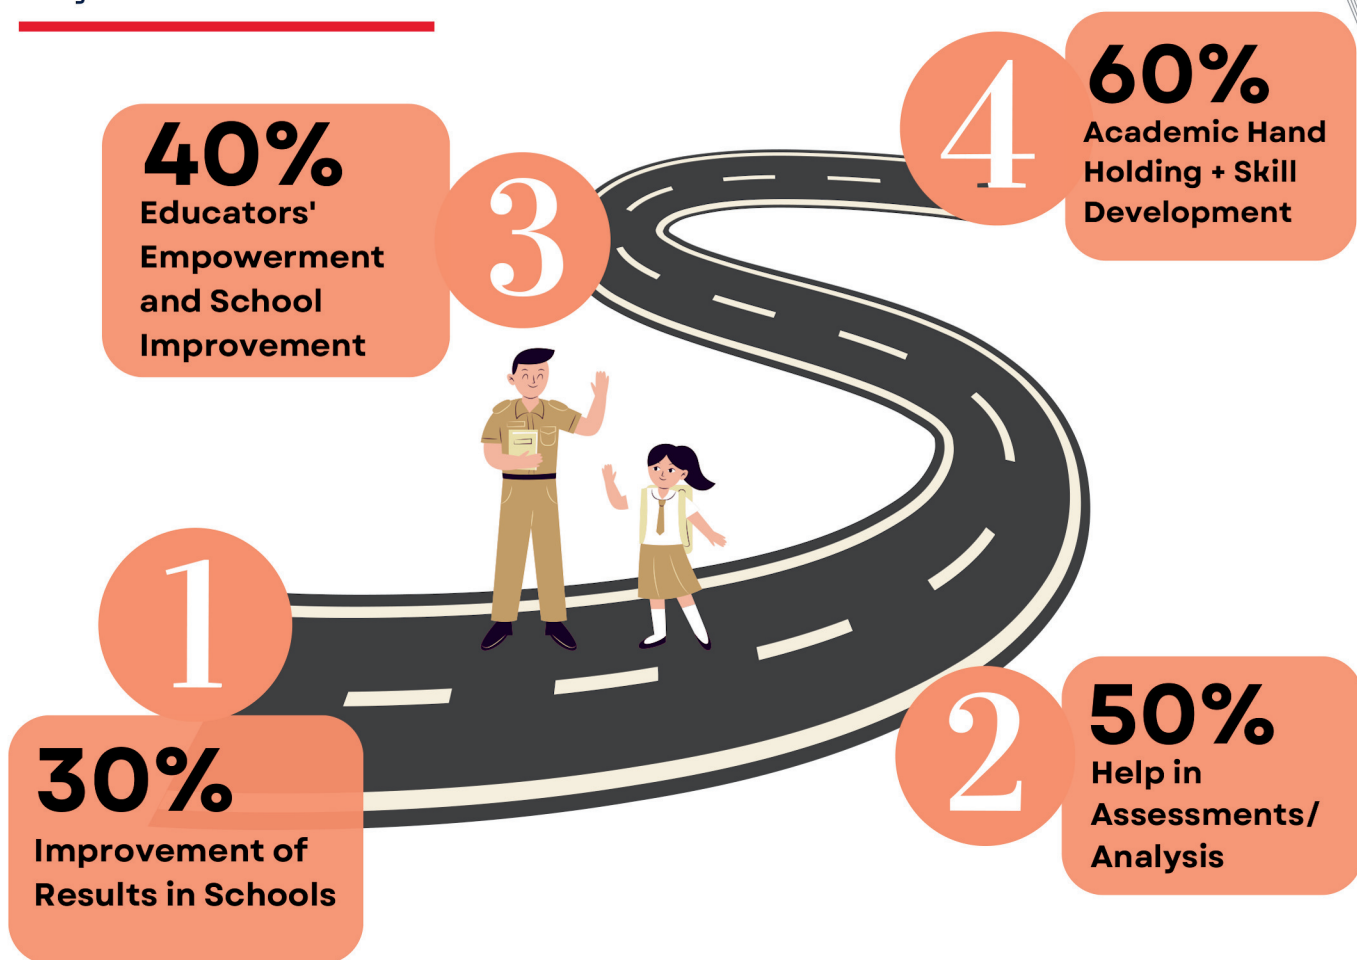 1
30%
Improvement of
Results in Schools
2
50%
Help in
Assessments/
Analysis
3
40%
Educators'
Empowerment
and School
Improvement
4
60%
Academic Hand
Holding + Skill
Development